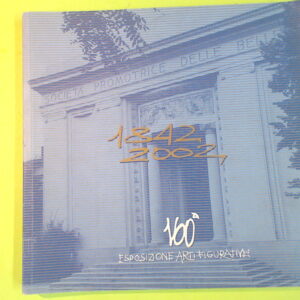 SOCIETÀ PROMOTRICE DELLE BELLE
1842
2002
160ª
ESPOSIZIONE ARTI FIGURATIVE